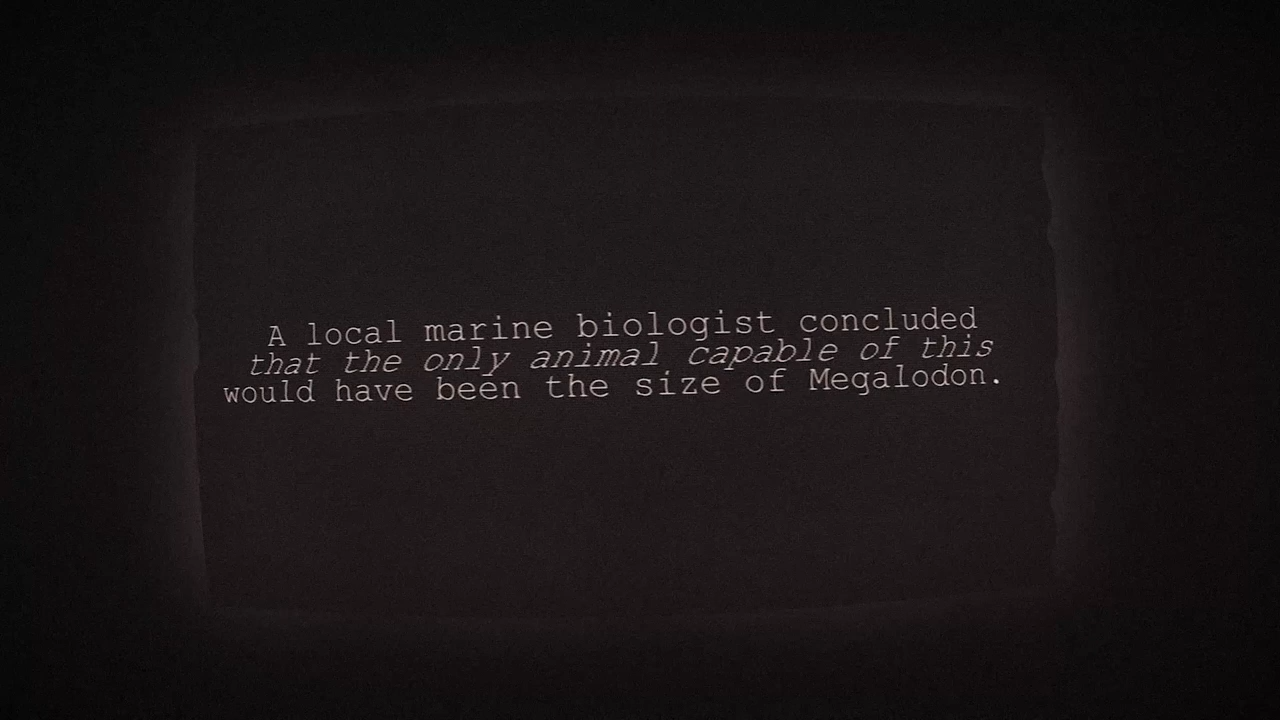 A local marine biologist concluded
that the only animal capable of this
would have been the size of Megalodon.